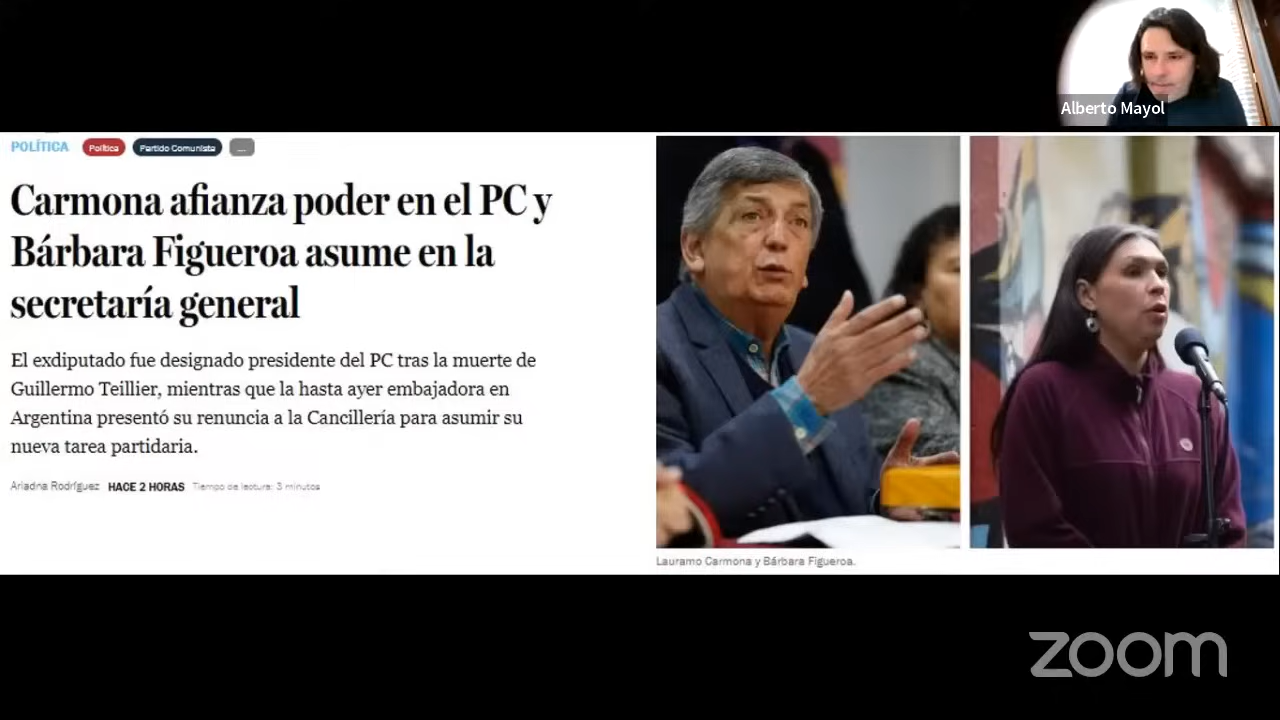 Alberto Mayol
POLÍTICA
Política
Partido Comunista
...
Carmona afianza poder en el PC y
Bárbara Figueroa asume en la
secretaría general
El exdiputado fue designado presidente del PC tras la muerte de
Guillermo Teillier, mientras que la hasta ayer embajadora en
Argentina presentó su renuncia a la Cancillería para asumir su
nueva tarea partidaria.
Ariadna Rodríguez HACE 2 HORAS Tiempo de lectura: 3 minutos
Lauramo Carmona y Bárbara Figueroa.
zoom